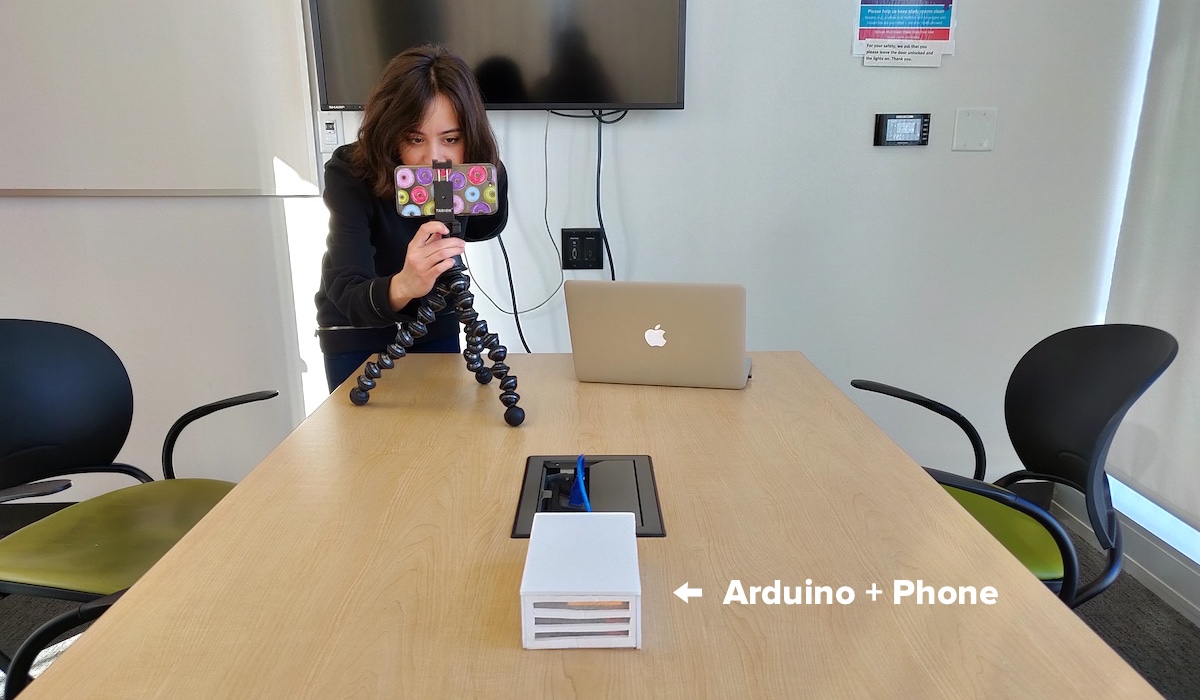 Please help us keep study rooms clean
For your safety, we ask that you
please leave the door unlocked and
the lights on. Thank you.
SHARP
Arduino + Phone